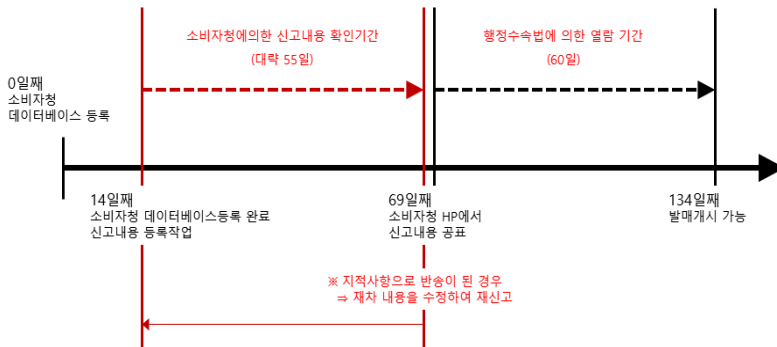 소비자청에의한 신고내용 확인기간
(대략 55일)
행정수속법에 의한 열람 기간
(60일)
0일째
소비자청
데이터베이스 등록
14일째
소비자청 데이터베이스등록 완료
신고내용 등록작업
69일째
소비자청 HP에서
신고내용 공표
134일째
발매개시 가능
※ 지적사항으로 반송이 된 경우
⇒ 재차 내용을 수정하여 재신고